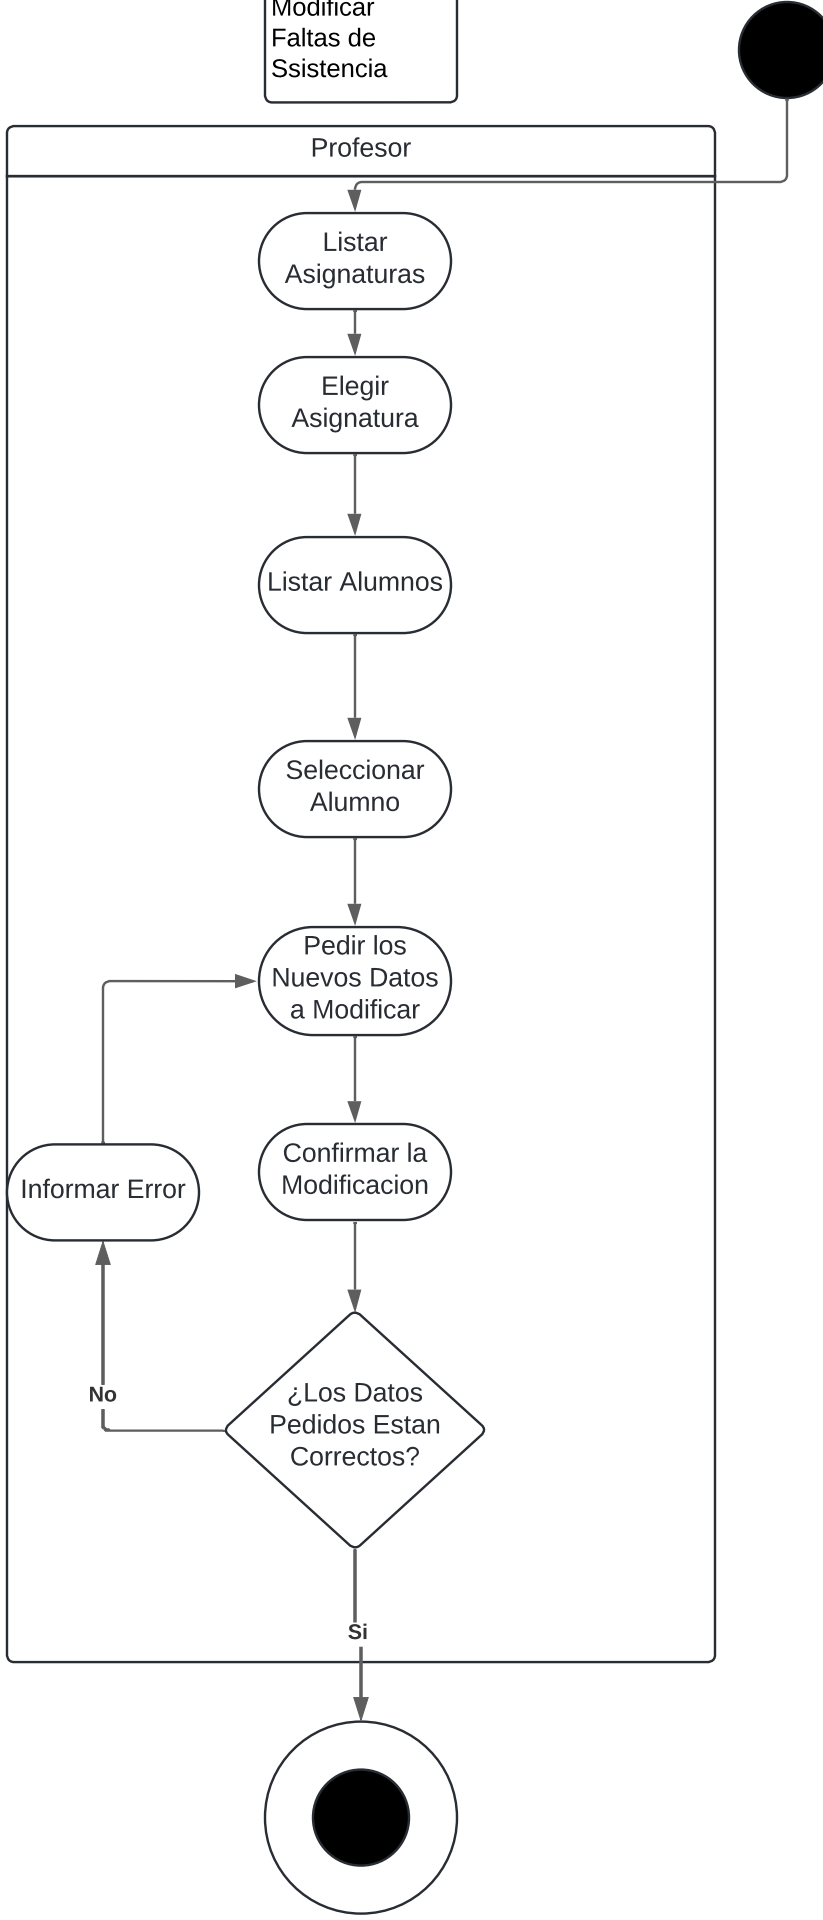 Modificar
Faltas de
Ssistencia
Profesor
Listar
Asignaturas
Elegir
Asignatura
Listar Alumnos
Seleccionar
Alumno
Pedir los
Nuevos Datos
a Modificar
Confirmar la
Modificacion
Informar Error
¿Los Datos
Pedidos Estan
Correctos?
No
Si